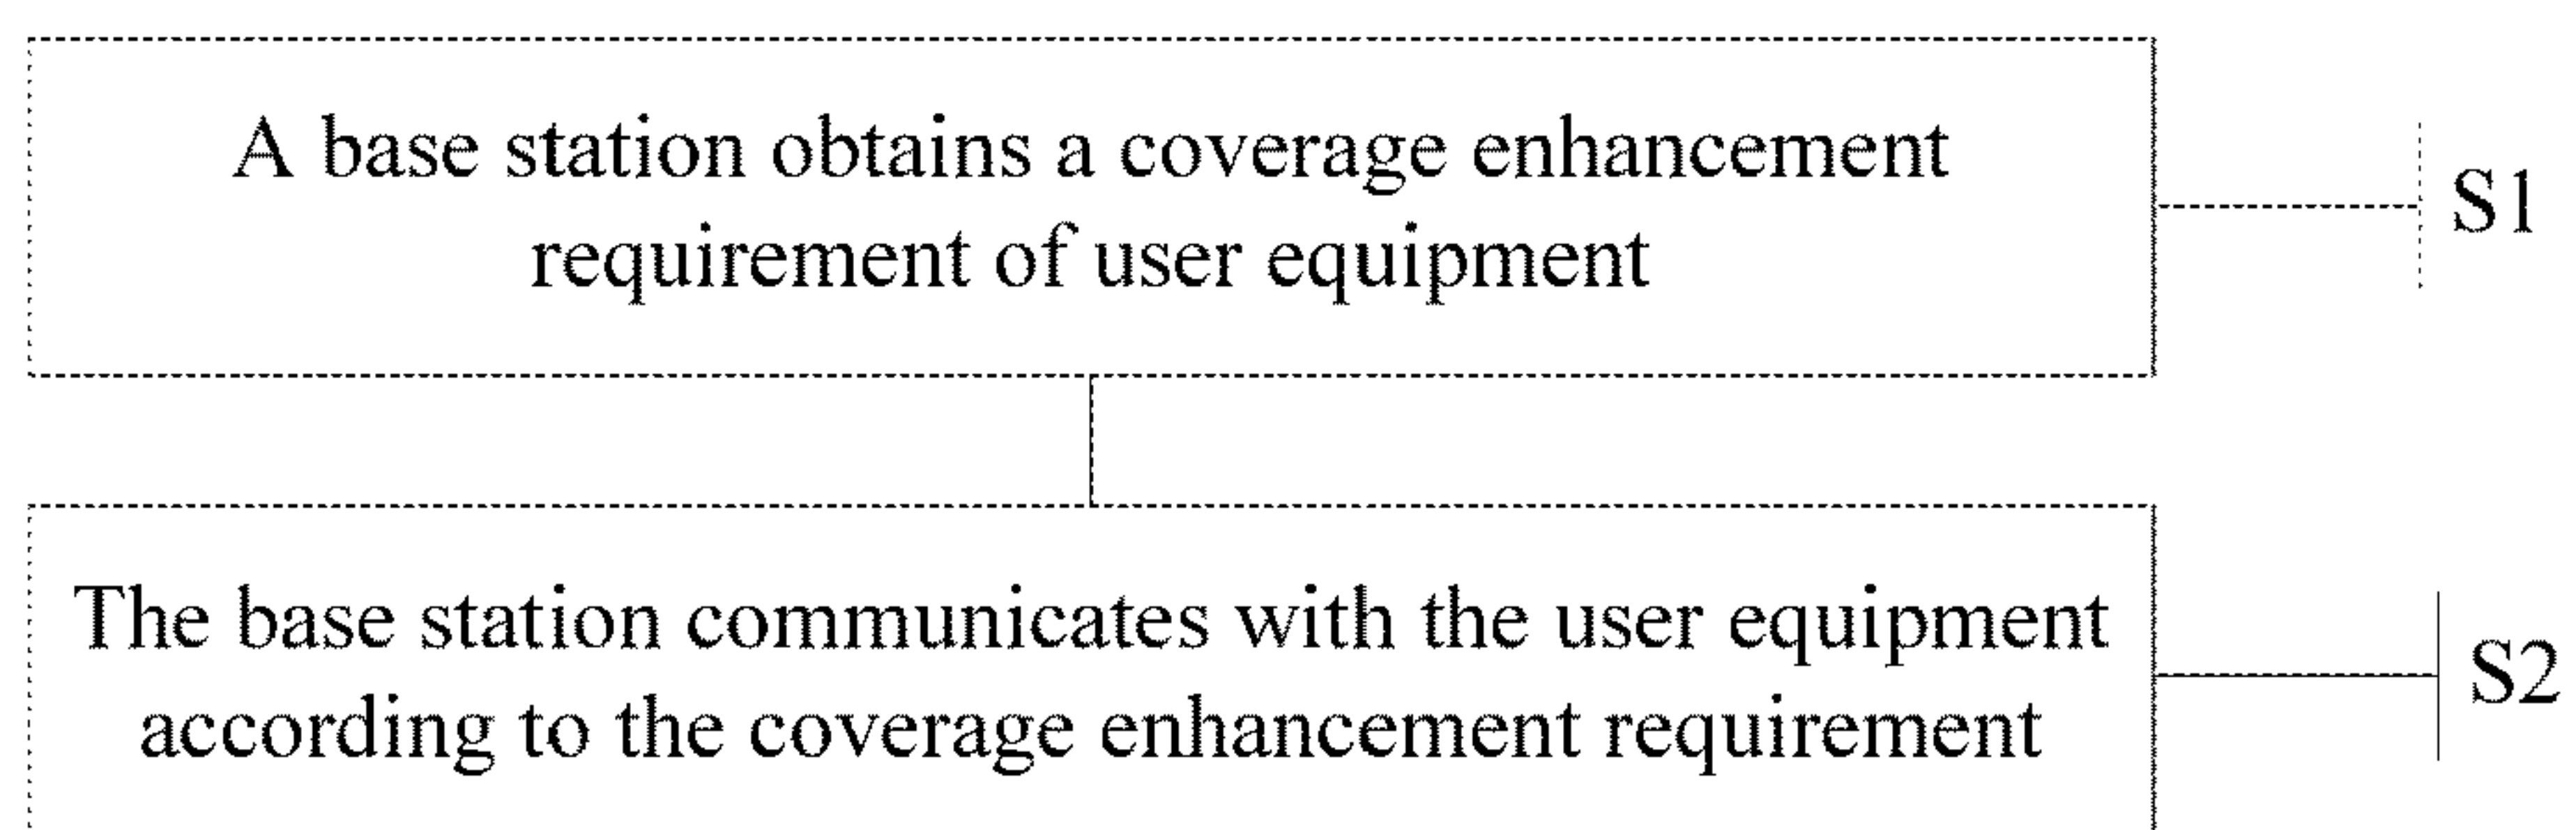 A base station obtains a coverage enhancement
requirement of user equipment
S1
The base station communicates with the user equipment
according to the coverage enhancement requirement
S2